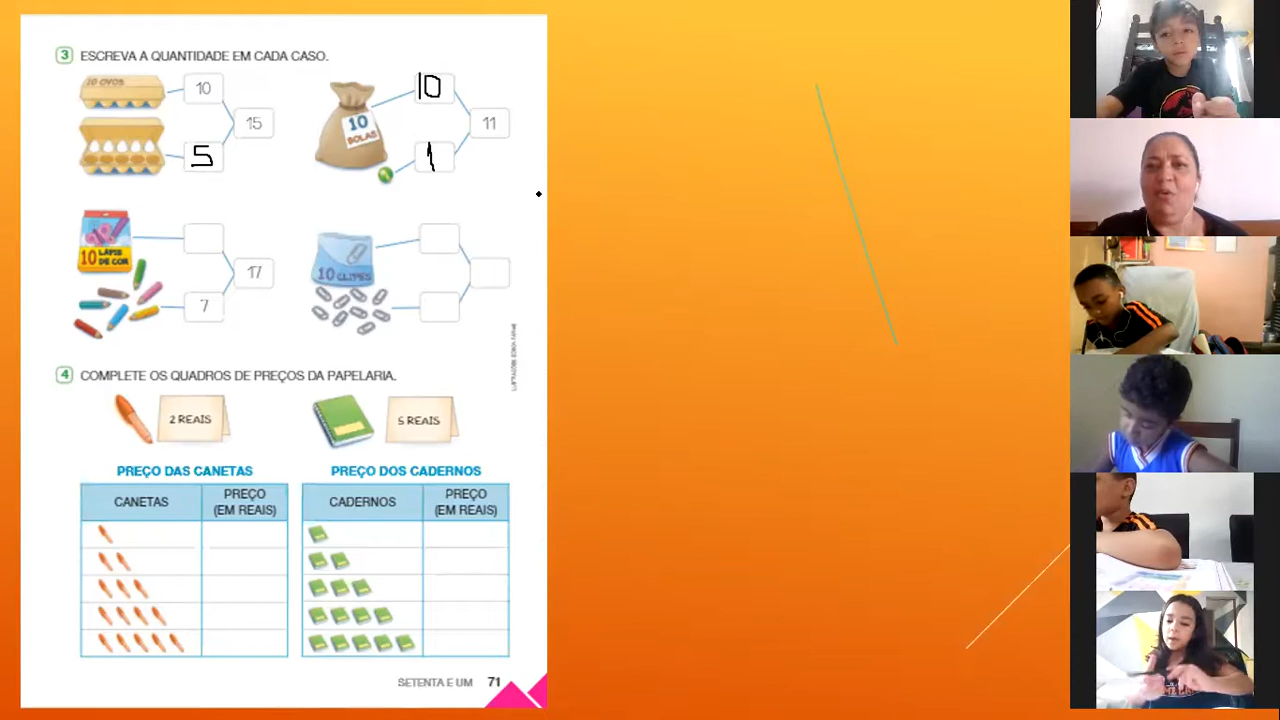 3 ESCREVA A QUANTIDADE EM CADA CASO.
10 OVOS
10
15
5
10 BOLAS
10
11
1
10 LÁPIS DE COR
17
7
10 CLIPES
4 COMPLETE OS QUADROS DE PREÇOS DA PAPELARIA.
2 REAIS
5 REAIS
PREÇO DAS CANETAS
CANETAS PREÇO (EM REAIS)
PREÇO DOS CADERNOS
CADERNOS PREÇO (EM REAIS)
SETENTA E UM 71